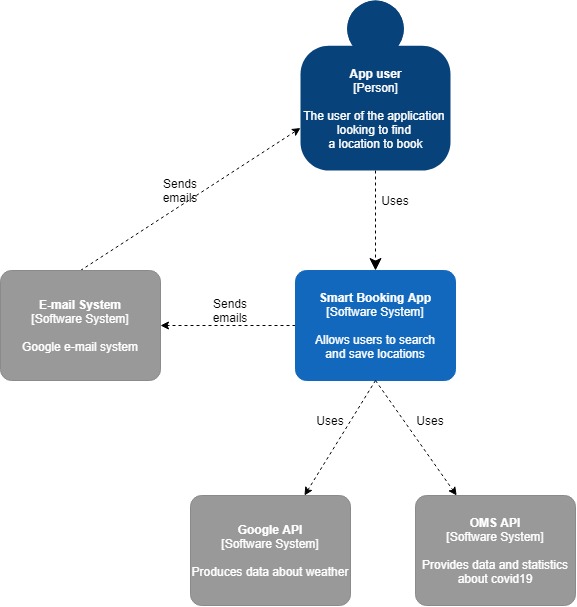 App user
[Person]
The user of the application
looking to find
a location to book
Sends
emails
Uses
E-mail System
[Software System]
Google e-mail system
Sends
emails
Smart Booking App
[Software System]
Allows users to search
and save locations
Uses
Uses
Google API
[Software System]
Produces data about weather
OMS API
[Software System]
Provides data and statistics
about covid19